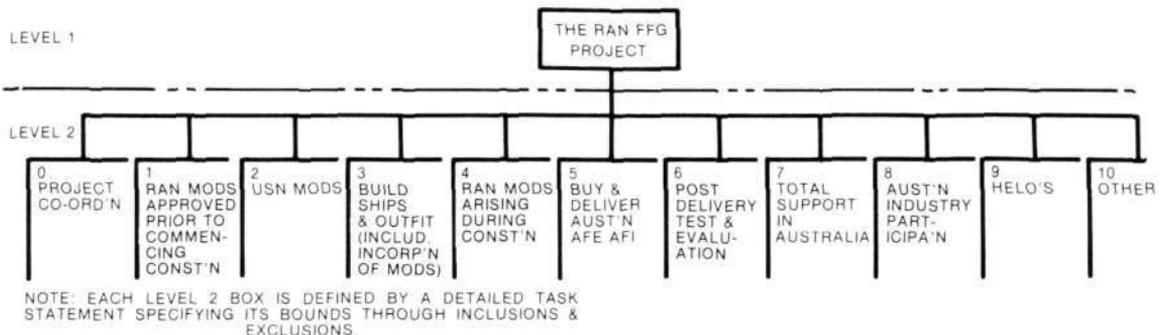 LEVEL 1
THE RAN FFG
PROJECT
LEVEL 2
0
PROJECT
CO-ORD'N
1
RAN MODS
APPROVED
PRIOR TO
COMMEN-
CING
CONST'N
2
USN MODS
3
BUILD
SHIPS
& OUTFIT
(INCLUD.
INCORP'N
OF MODS)
4
RAN MODS
ARISING
DURING
CONST'N
5
BUY &
DELIVER
AUST'N
AFE AFI
6
POST
DELIVERY
TEST &
EVALU-
ATION
7
TOTAL
SUPPORT
IN
AUSTRALIA
8
AUST'N
INDUSTRY
PART-
ICIPA'N
9
HELO'S
10
OTHER
NOTE: EACH LEVEL 2 BOX IS DEFINED BY A DETAILED TASK
STATEMENT SPECIFYING ITS BOUNDS THROUGH INCLUSIONS &
EXCLUSIONS.